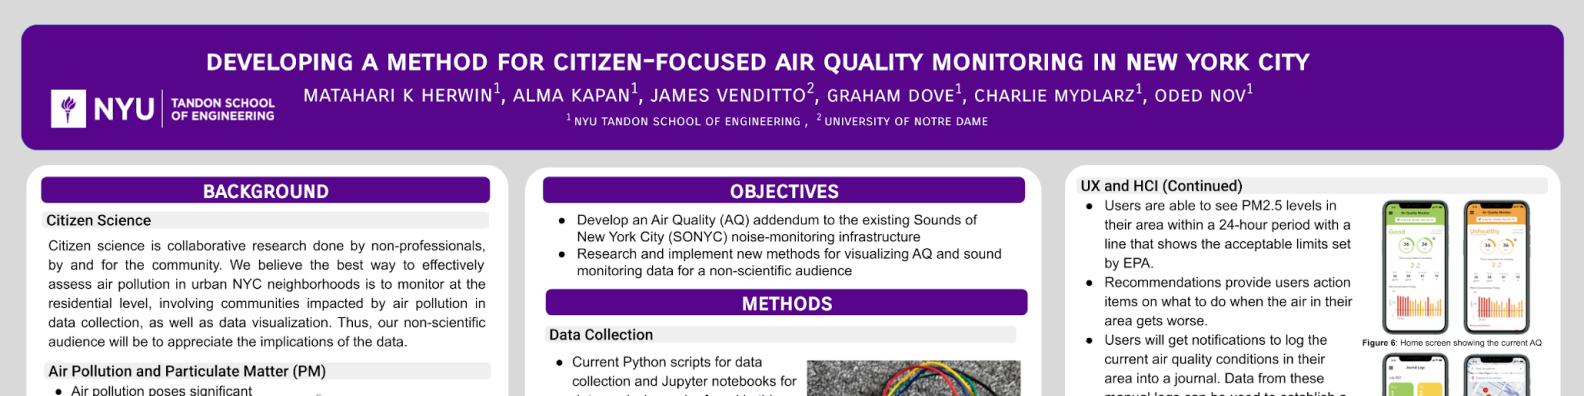 DEVELOPING A METHOD FOR CITIZEN-FOCUSED AIR QUALITY MONITORING IN NEW YORK CITY
MATAHARI K HERWIN1, ALMA KAPAN1, JAMES VENDITTO2, GRAHAM DOVE1, CHARLIE MYDLARZ1, ODED NOV1
1 NYU TANDON SCHOOL OF ENGINEERING , 2 UNIVERSITY OF NOTRE DAME
NYU
TANDON SCHOOL
OF ENGINEERING
BACKGROUND
Citizen Science
Citizen science is collaborative research done by non-professionals,
by and for the community. We believe the best way to effectively
assess air pollution in urban NYC neighborhoods is to monitor at the
residential level, involving communities impacted by air pollution in
data collection, as well as data visualization. Thus, our non-scientific
audience will be to appreciate the implications of the data.
Air Pollution and Particulate Matter (PM)
● Air pollution poses significant
OBJECTIVES
● Develop an Air Quality (AQ) addendum to the existing Sounds of
New York City (SONYC) noise-monitoring infrastructure
● Research and implement new methods for visualizing AQ and sound
monitoring data for a non-scientific audience
METHODS
Data Collection
● Current Python scripts for data
collection and Jupyter notebooks for
UX and HCI (Continued)
● Users are able to see PM2.5 levels in
their area within a 24-hour period with a
line that shows the acceptable limits set
by EPA.
● Recommendations provide users action
items on what to do when the air in their
area gets worse.
● Users will get notifications to log the
current air quality conditions in their
area into a journal. Data from these
Good
Unhealthy
Figure 6: Home screen showing the current AQ